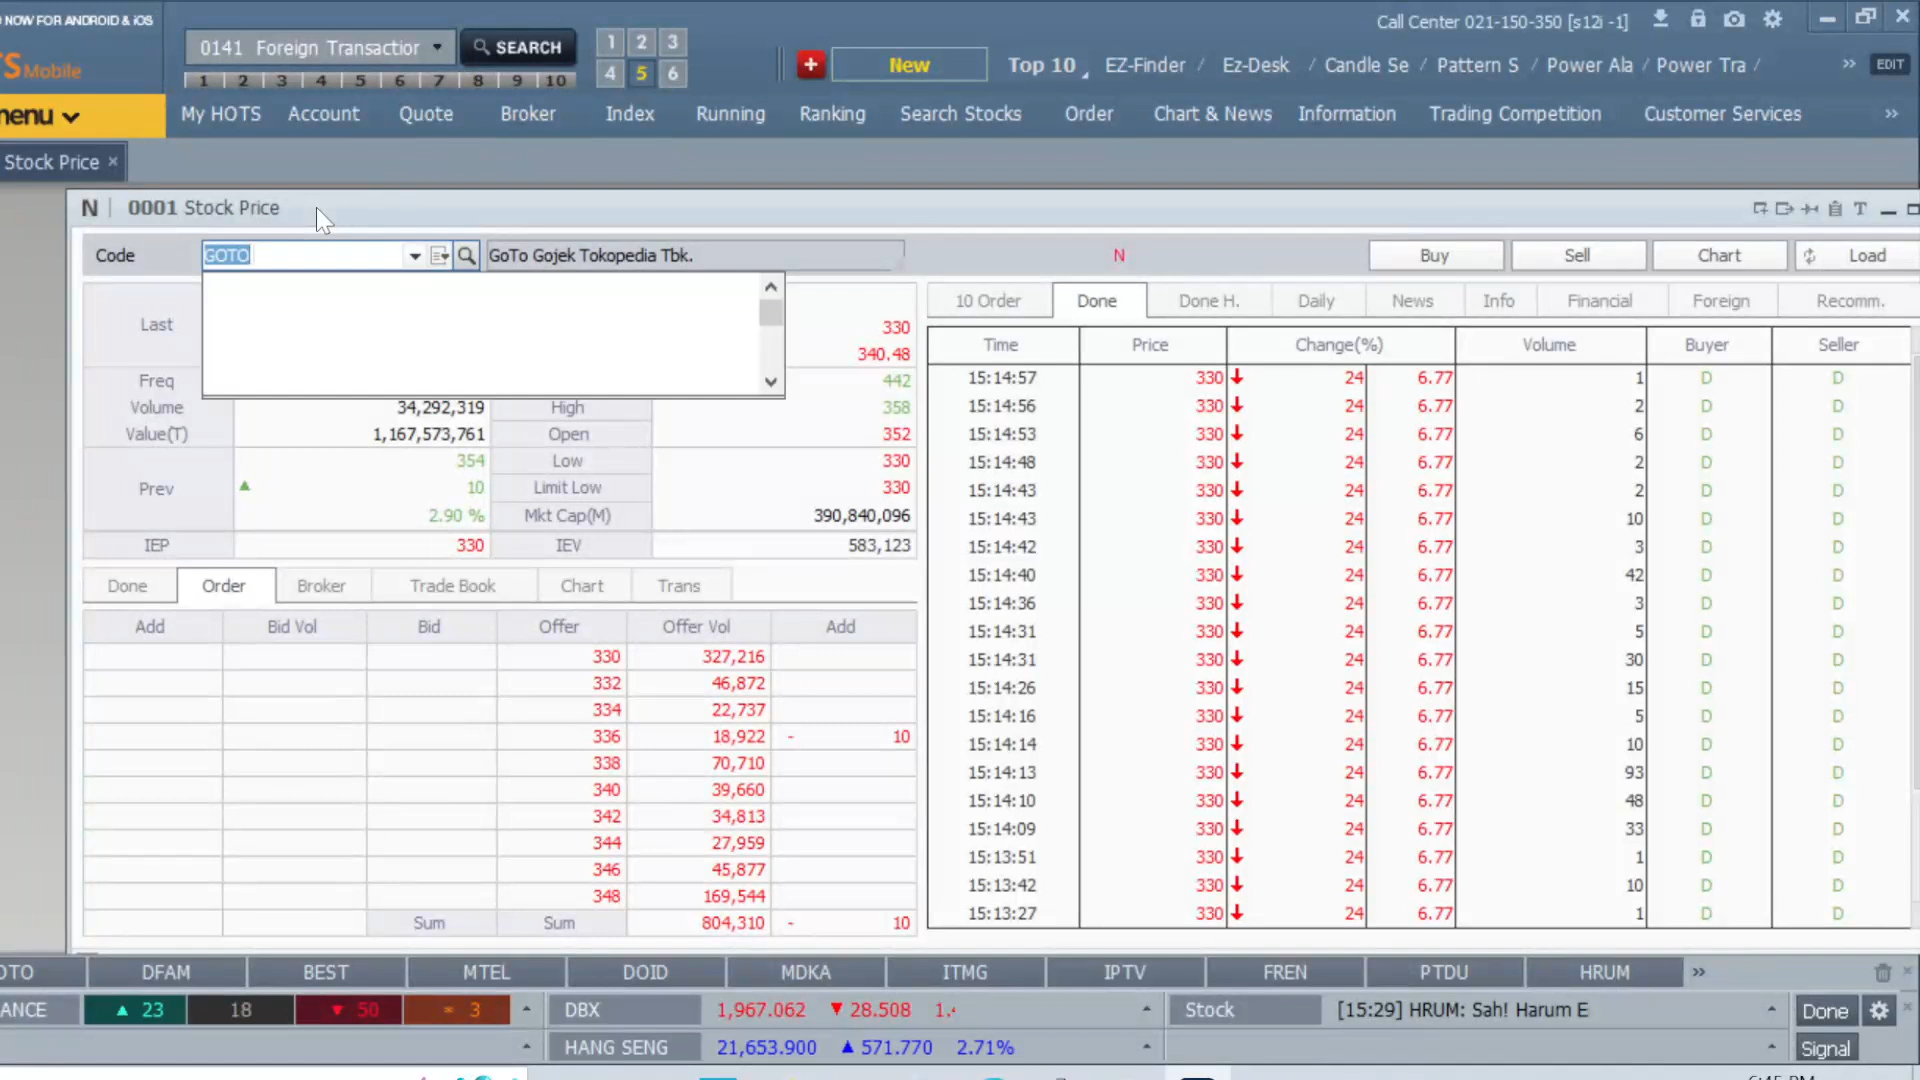 NOW FOR ANDROID & iOS
Mobile
0141 Foreign Transactior
SEARCH
1 2 3
4 5 6
1 2 3 4 5 6 7 8 9 10
Call Center 021-150-350 [s12i -1]
New
Top 10 EZ-Finder / Ez-Desk / Candle Se / Pattern S / Power Ala / Power Tra / » EDIT
menu
My HOTS Account Quote Broker Index Running Ranking Search Stocks Order Chart & News Information Trading Competition Customer Services »
Stock Price ×
N | 0001 Stock Price
Code GOTO GoTo Gojek Tokopedia Tbk. N Buy Sell Chart Load
Last 330
340.48
Freq 442
Volume 34,292,319 High 358
Value(T) 1,167,573,761 Open 352
354 Low 330
Prev 10 Limit Low 330
2.90 % Mkt Cap(M) 390,840,096
IEP 330 IEV 583,123
Done Order Broker Trade Book Chart Trans
Add Bid Vol Bid Offer Offer Vol Add
330 327,216
332 46,872
334 22,737
336 18,922 - 10
338 70,710
340 39,660
342 34,813
344 27,959
346 45,877
348 169,544
Sum Sum 804,310 - 10
10 Order Done Done H. Daily News Info Financial Foreign Recomm.
Time Price Change(%) Volume Buyer Seller
15:14:57 330 24 6.77 1 D D
15:14:56 330 24 6.77 2 D D
15:14:53 330 24 6.77 6 D D
15:14:48 330 24 6.77 2 D D
15:14:43 330 24 6.77 2 D D
15:14:43 330 24 6.77 10 D D
15:14:42 330 24 6.77 3 D D
15:14:40 330 24 6.77 42 D D
15:14:36 330 24 6.77 3 D D
15:14:31 330 24 6.77 5 D D
15:14:31 330 24 6.77 30 D D
15:14:26 330 24 6.77 15 D D
15:14:16 330 24 6.77 5 D D
15:14:14 330 24 6.77 10 D D
15:14:13 330 24 6.77 93 D D
15:14:10 330 24 6.77 48 D D
15:14:09 330 24 6.77 33 D D
15:13:51 330 24 6.77 1 D D
15:13:42 330 24 6.77 10 D D
15:13:27 330 24 6.77 1 D D
OTO DFAM BEST MTEL DOID MDKA ITMG IPTV FREN PTDU HRUM »
ANCE ▲ 23 18 ▼ 50 = 3 DBX 1,967.062 ▼ 28.508 Stock [15:29] HRUM: Sah! Harum E Done
HANG SENG 21,653.900 ▲ 571.770 2.71% Signal